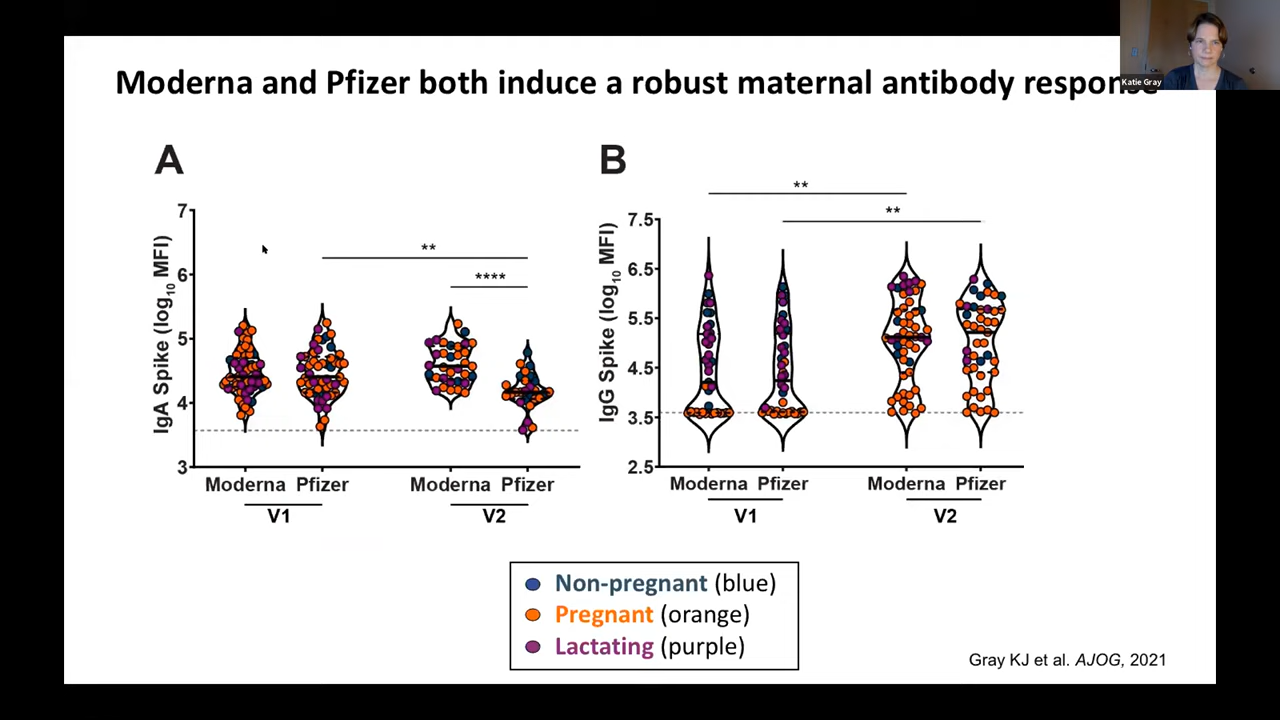 Moderna and Pfizer both induce a robust maternal antibody response
Katie Gray
A
B
**
**
**
****
7
6
5
4
3
IgA Spike (log10 MFI)
7.5
6.5
5.5
4.5
3.5
2.5
IgG Spike (log10 MFI)
Moderna Pfizer
Moderna Pfizer
Moderna Pfizer
Moderna Pfizer
V1
V2
V1
V2
Non-pregnant (blue)
Pregnant (orange)
Lactating (purple)
Gray KJ et al. AJOG, 2021